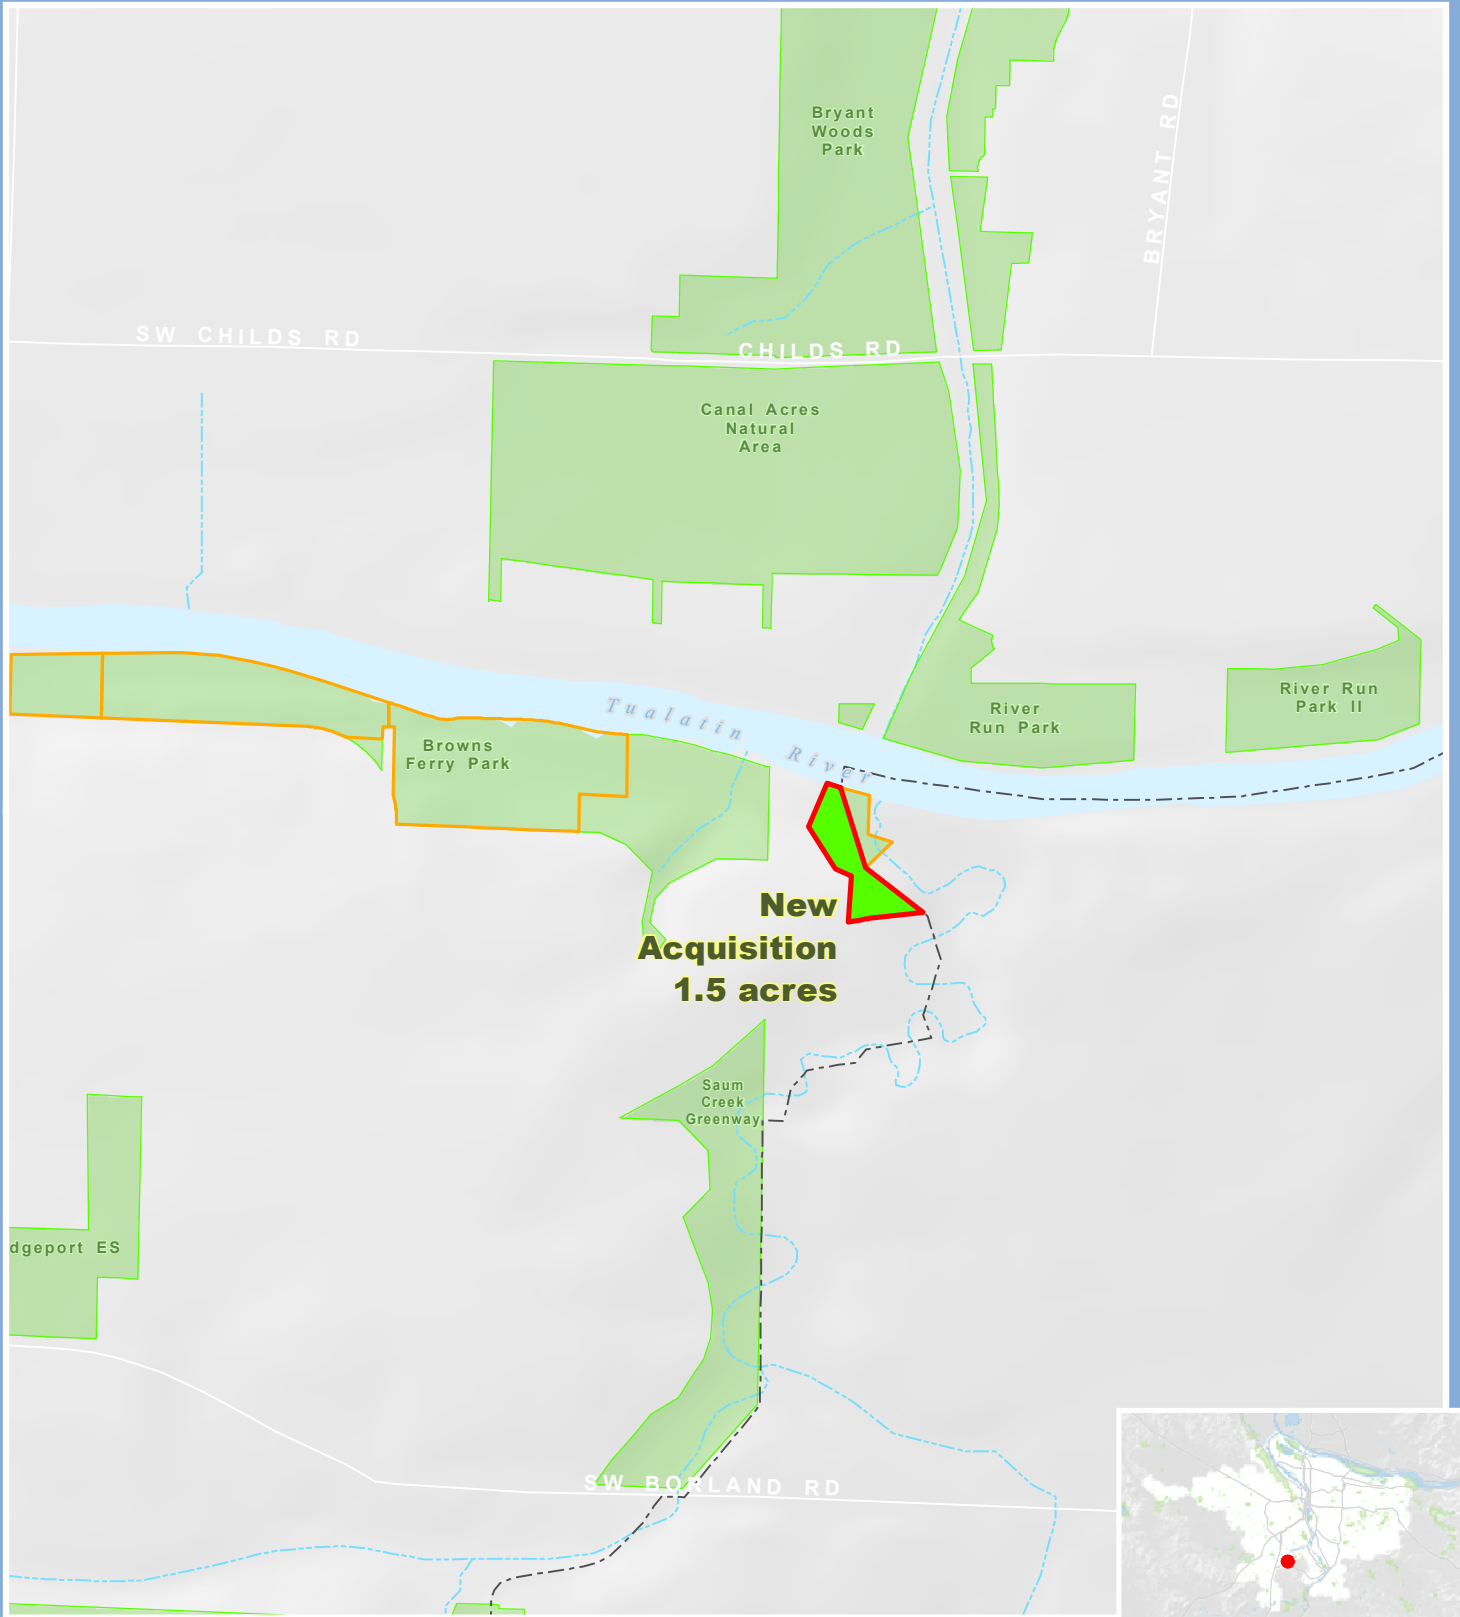 Bryant
Woods
Park
BRYANT RD
SW CHILDS RD
CHILDS RD
Canal Acres
Natural
Area
River Run
Park II
River
Run Park
Tualatin River
Browns
Ferry Park
New
Acquisition
1.5 acres
Saum
Creek
Greenway
dgeport ES
SW BORLAND RD